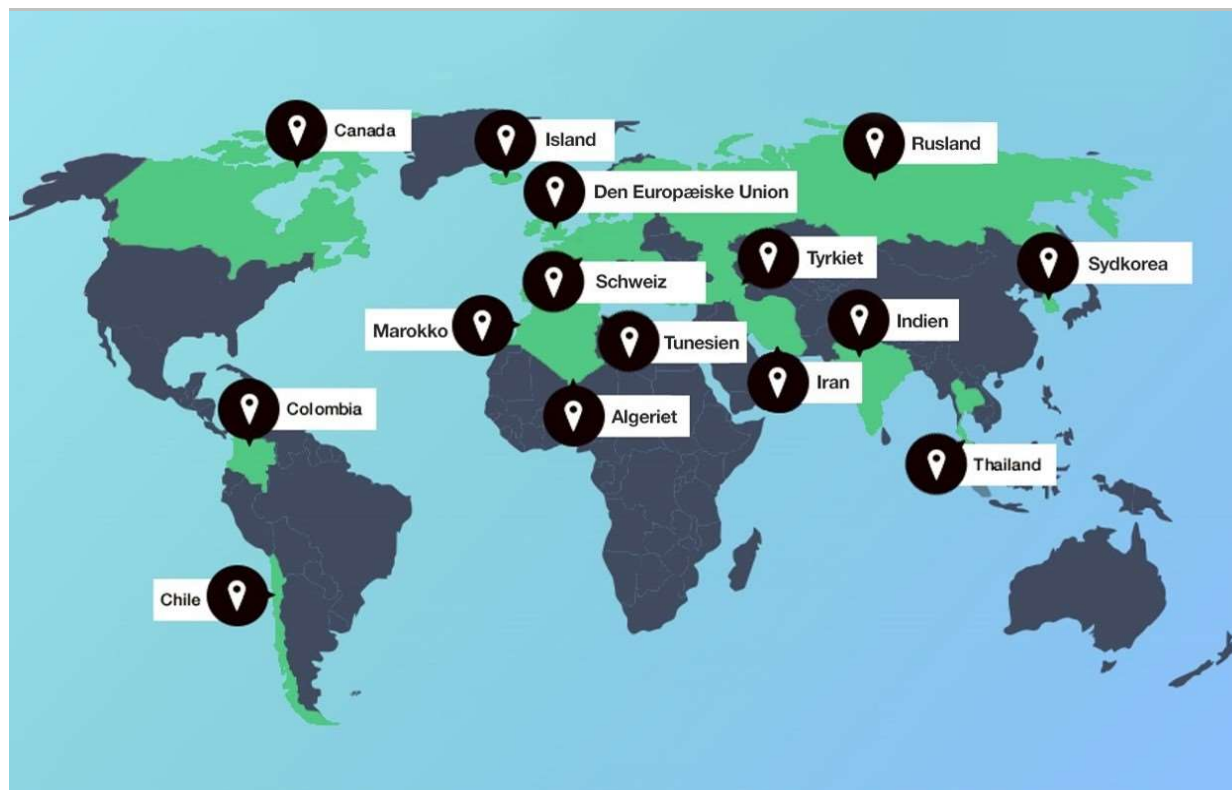 Canada
Island
Rusland
Den Europæiske Union
Tyrkiet
Sydkorea
Schweiz
Marokko
Tunesien
Indien
Iran
Colombia
Algeriet
Thailand
Chile